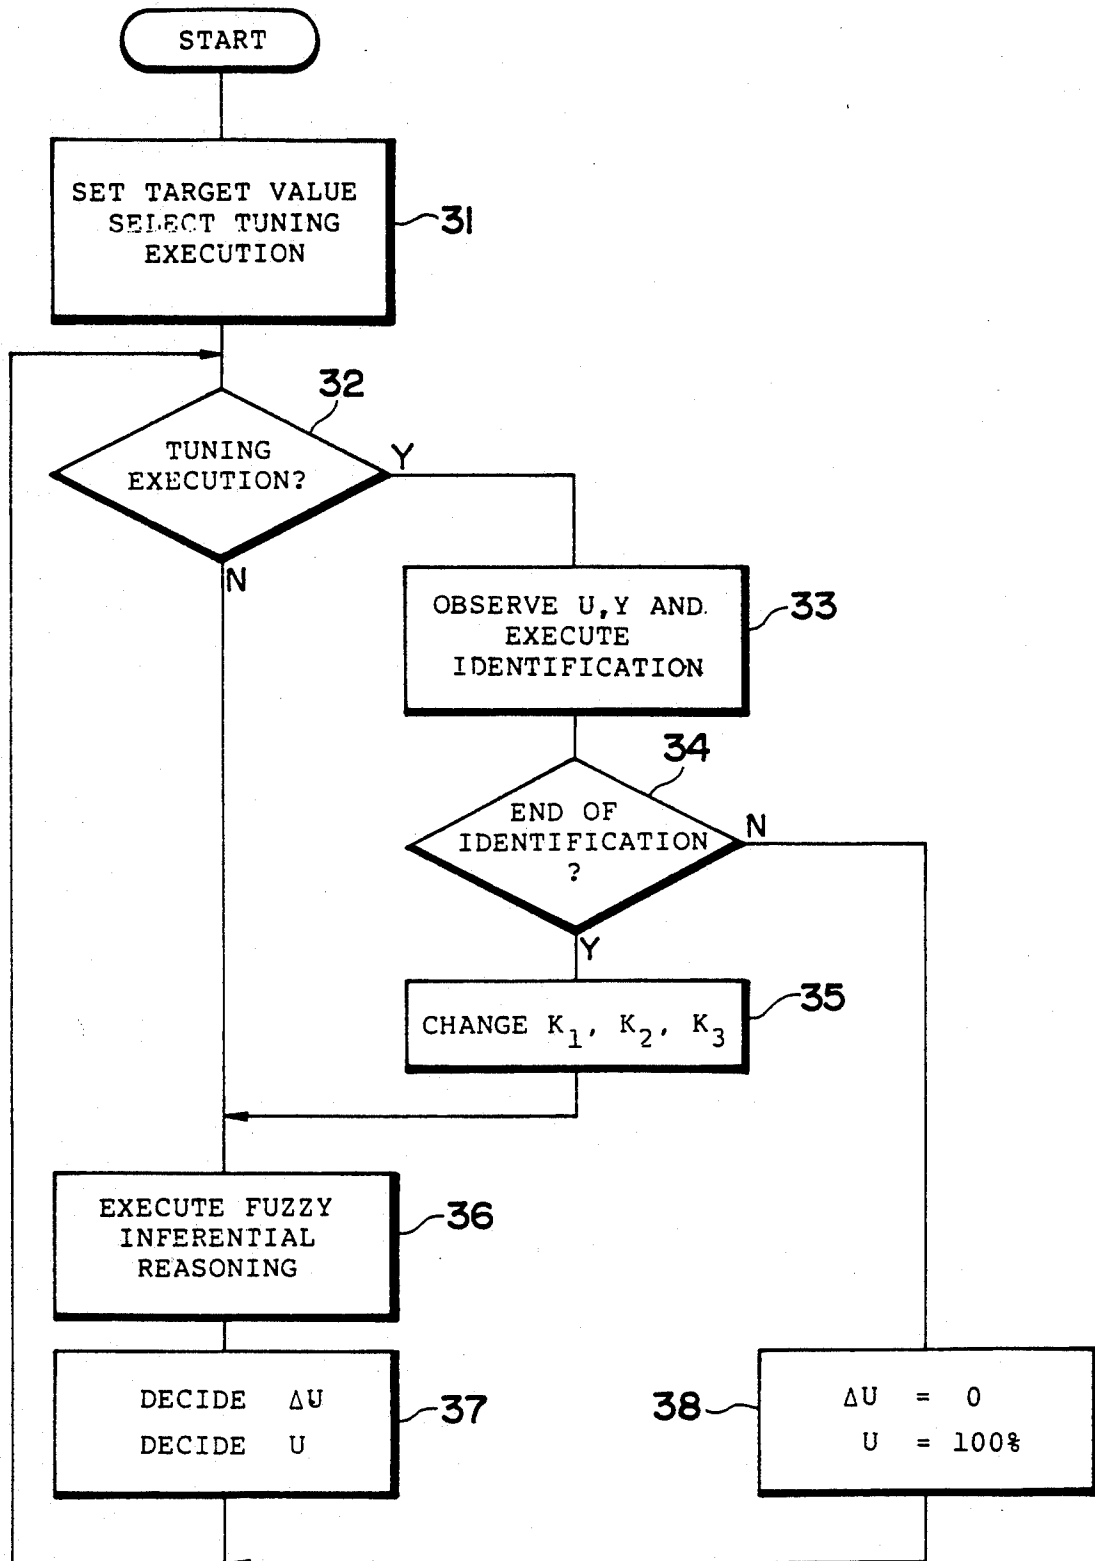 START
SET TARGET VALUE
SELECT TUNING
EXECUTION
31
32
TUNING
EXECUTION?
Y
N
OBSERVE U,Y AND
EXECUTE
IDENTIFICATION
33
34
END OF
IDENTIFICATION
?
N
Y
CHANGE K1, K2, K3
35
EXECUTE FUZZY
INFERENTIAL
REASONING
36
DECIDE ΔU
DECIDE U
37
38
ΔU = 0
U = 100%